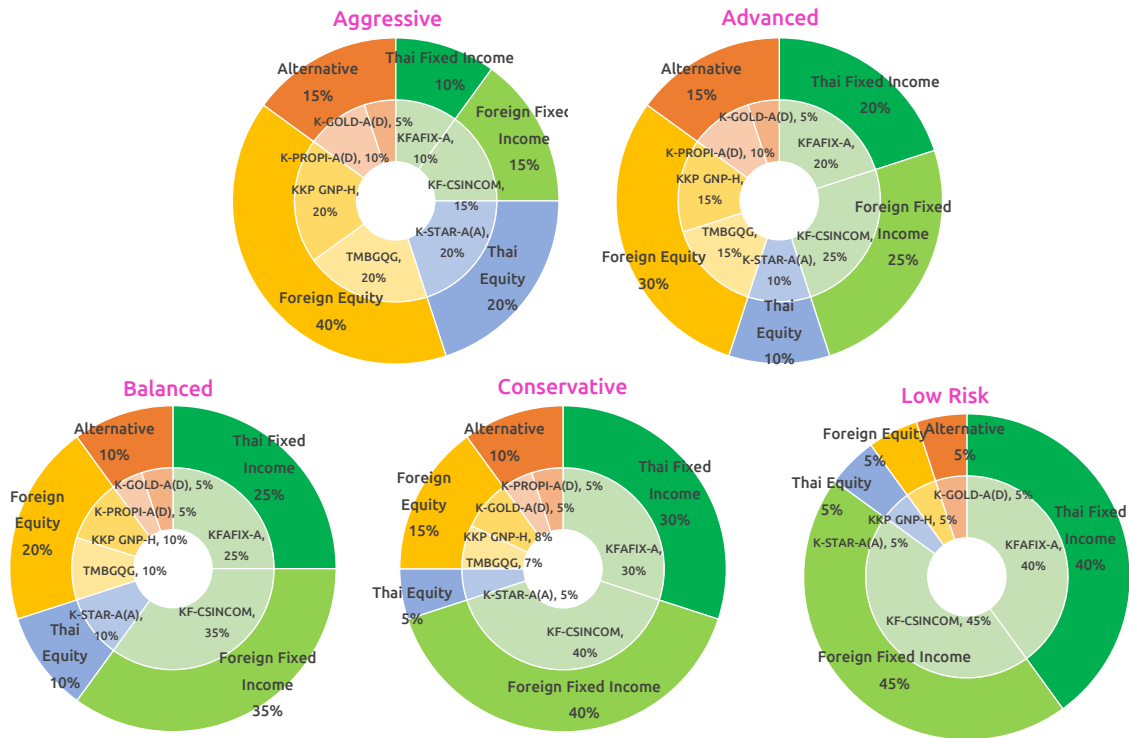 Aggressive
Thai Fixed Income
10%
Foreign Fixed
Income
15%
Thai
Equity
20%
Foreign Equity
40%
Alternative
15%
KFAFIX-A,
10%
KF-CSINCOM,
15%
K-STAR-A(A),
20%
TMBGQG,
20%
KKP GNP-H,
20%
K-PROPI-A(D), 10%
K-GOLD-A(D), 5%
Advanced
Thai Fixed Income
20%
Foreign Fixed
Income
25%
Thai
Equity
10%
Foreign Equity
30%
Alternative
15%
KFAFIX-A,
20%
KF-CSINCOM,
25%
K-STAR-A(A),
10%
TMBGQG,
15%
KKP GNP-H,
15%
K-PROPI-A(D), 10%
K-GOLD-A(D), 5%
Balanced
Thai Fixed
Income
25%
Foreign Fixed
Income
35%
Thai
Equity
10%
Foreign
Equity
20%
Alternative
10%
KFAFIX-A,
25%
KF-CSINCOM,
35%
K-STAR-A(A),
10%
TMBGQG, 10%
KKP GNP-H, 10%
K-PROPI-A(D), 5%
K-GOLD-A(D), 5%
Conservative
Thai Fixed
Income
30%
Foreign Fixed Income
40%
Thai Equity
5%
Foreign
Equity
15%
Alternative
10%
KFAFIX-A,
30%
KF-CSINCOM,
40%
K-STAR-A(A), 5%
TMBGQG, 7%
KKP GNP-H, 8%
K-GOLD-A(D), 5%
K-PROPI-A(D), 5%
Low Risk
Thai Fixed
Income
40%
Foreign Fixed Income
45%
Thai Equity
5%
Foreign Equity
5%
Alternative
5%
KFAFIX-A,
40%
KF-CSINCOM, 45%
K-STAR-A(A), 5%
KKP GNP-H, 5%
K-GOLD-A(D), 5%